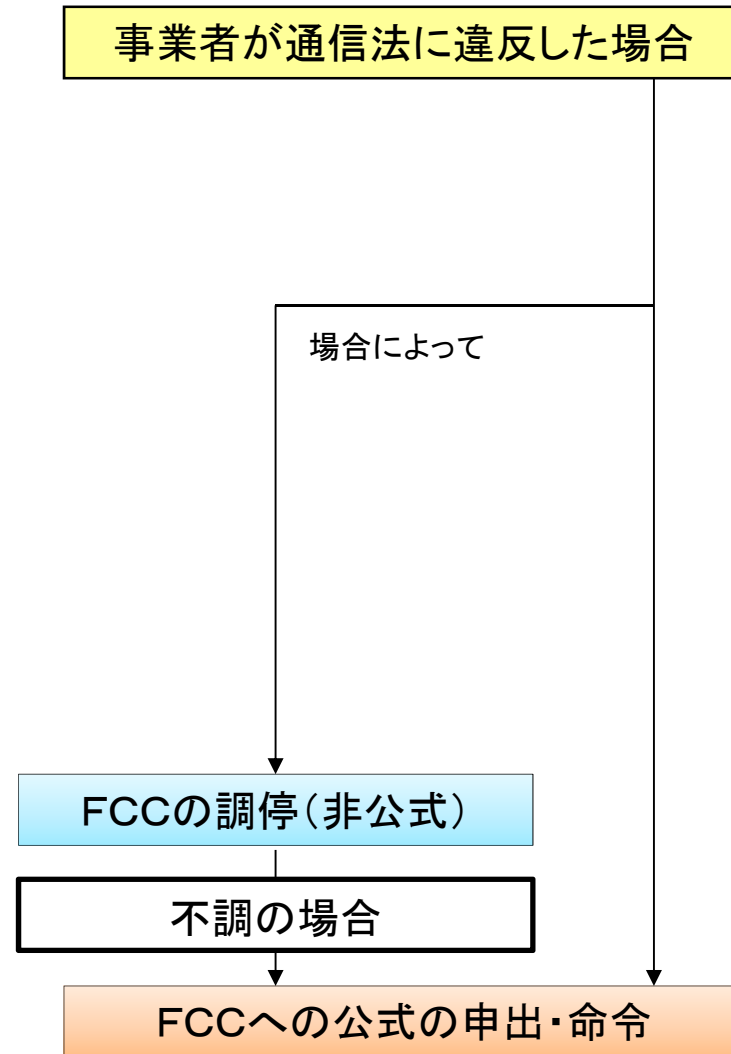 事業者が通信法に違反した場合
場合によって
FCCの調停(非公式)
不調の場合
FCCへの公式の申出・命令